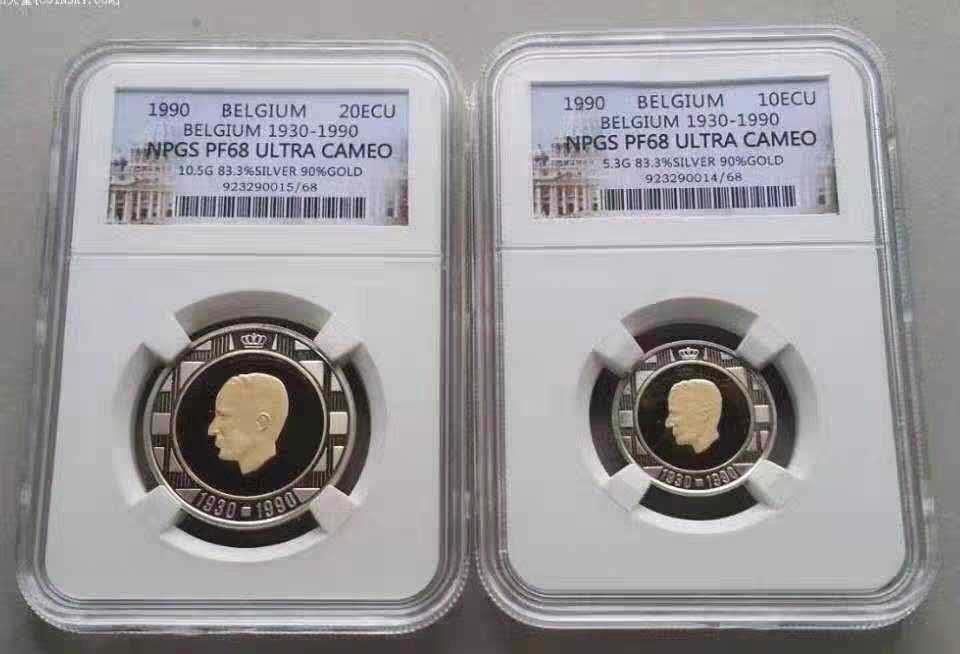 1990 BELGIUM 20ECU
BELGIUM 1930-1990
NPGS PF68 ULTRA CAMEO
10.5G 83.3%SILVER 90%GOLD
923290015/68
1930 1990
1990 BELGIUM 10ECU
BELGIUM 1930-1990
NPGS PF68 ULTRA CAMEO
5.3G 83.3%SILVER 90%GOLD
923290014/68
1930 1990